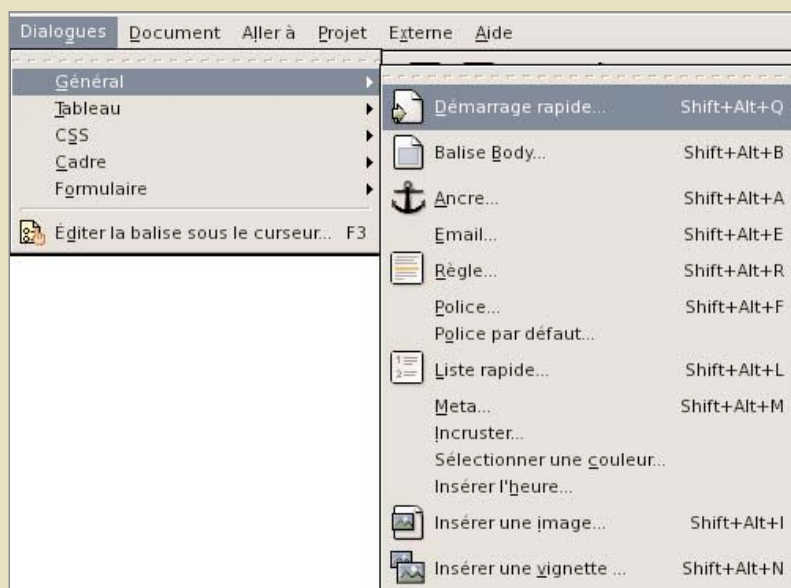 Dialogues Document Aller à Projet Externe Aide
Général
Tableau
CSS
Cadre
Formulaire
Éditer la balise sous le curseur... F3
Démarrage rapide... Shift+Alt+Q
Balise Body... Shift+Alt+B
Ancre... Shift+Alt+A
Email... Shift+Alt+E
Règle... Shift+Alt+R
Police... Shift+Alt+F
Police par défaut...
Liste rapide... Shift+Alt+L
Meta... Shift+Alt+M
Incruster...
Sélectionner une couleur...
Insérer l'heure...
Insérer une image... Shift+Alt+I
Insérer une vignette ... Shift+Alt+N